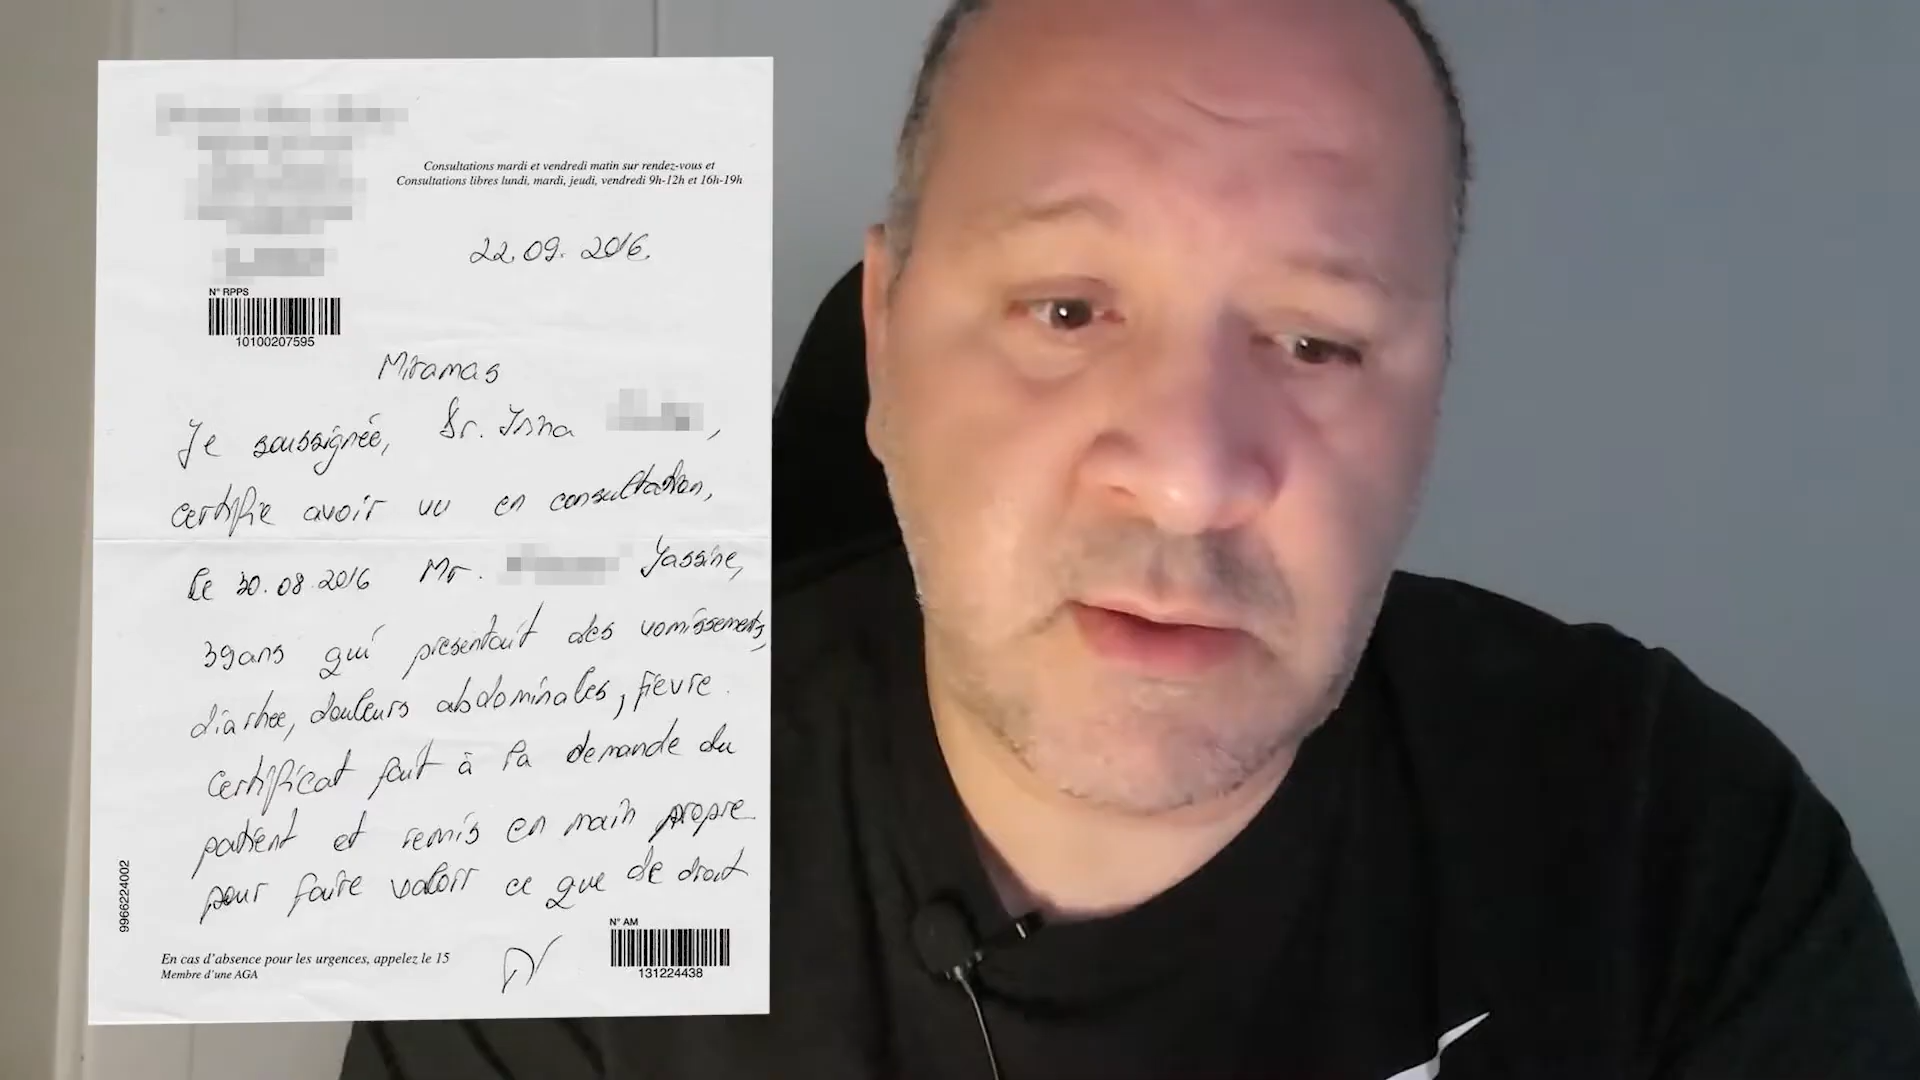 Consultations mardi et vendredi matin sur rendez-vous et
Consultations libres lundi, mardi, jeudi, vendredi 9h-12h et 16h-19h
22.09.2016
N° RPPS
10100207595
Miramas
Je soussignée, Dr. Irina ,
certifie avoir vu en consultation,
le 30.08.2016 Mr. Yassine,
39ans qui presentait des vomissements,
diarhee, douleurs abdominales, fievre.
Certificat fait à la demande du
patient et remis en main propre
pour faire valoir ce que de droit
9966224002
N° AM
131224438
En cas d'absence pour les urgences, appelez le 15
Membre d'une AGA